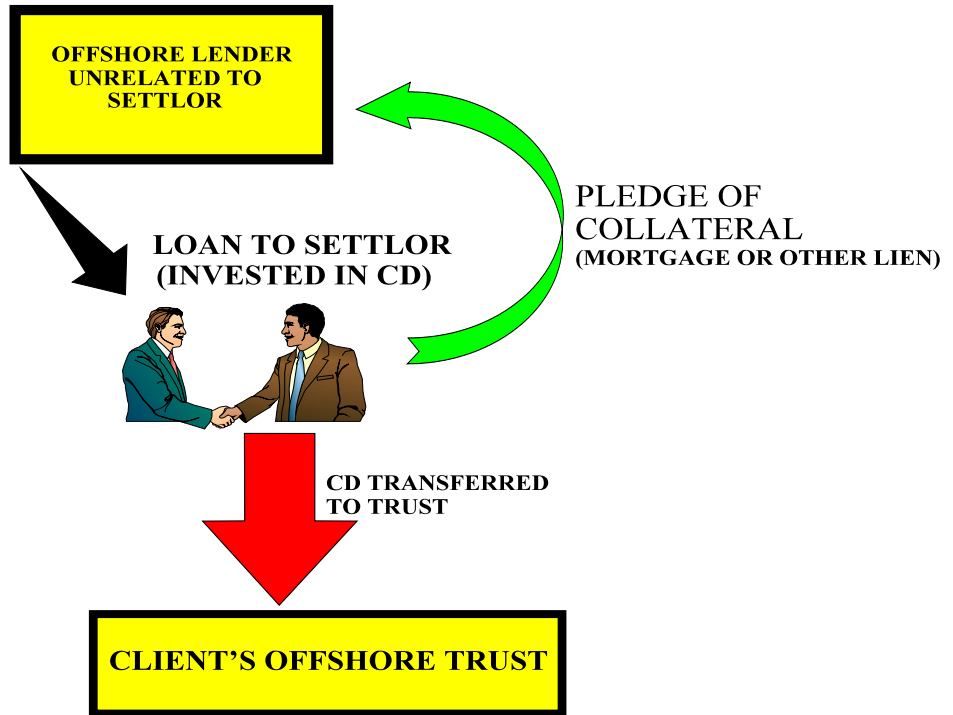 OFFSHORE LENDER
UNRELATED TO
SETTLOR
LOAN TO SETTLOR
(INVESTED IN CD)
PLEDGE OF
COLLATERAL
(MORTGAGE OR OTHER LIEN)
CD TRANSFERRED
TO TRUST
CLIENT’S OFFSHORE TRUST